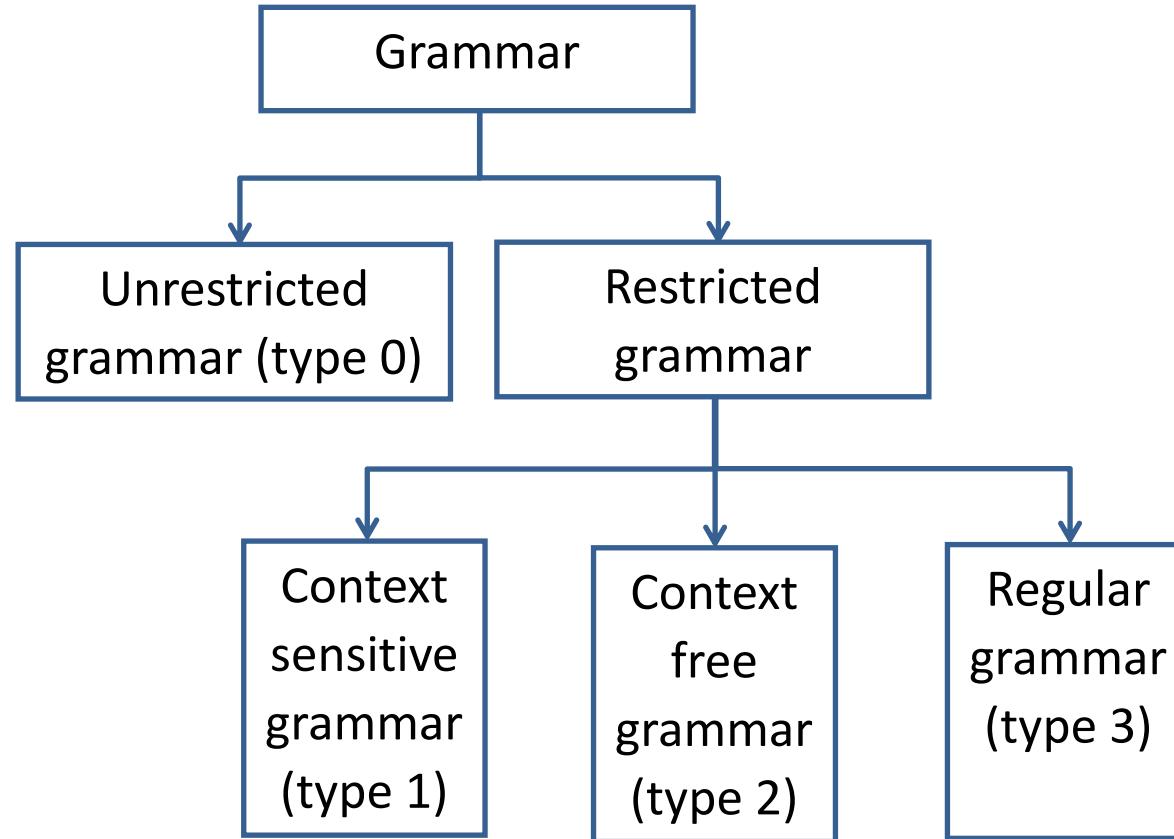 Grammar
Unrestricted
grammar (type 0)
Restricted
grammar
Context
sensitive
grammar
(type 1)
Context
free
grammar
(type 2)
Regular
grammar
(type 3)